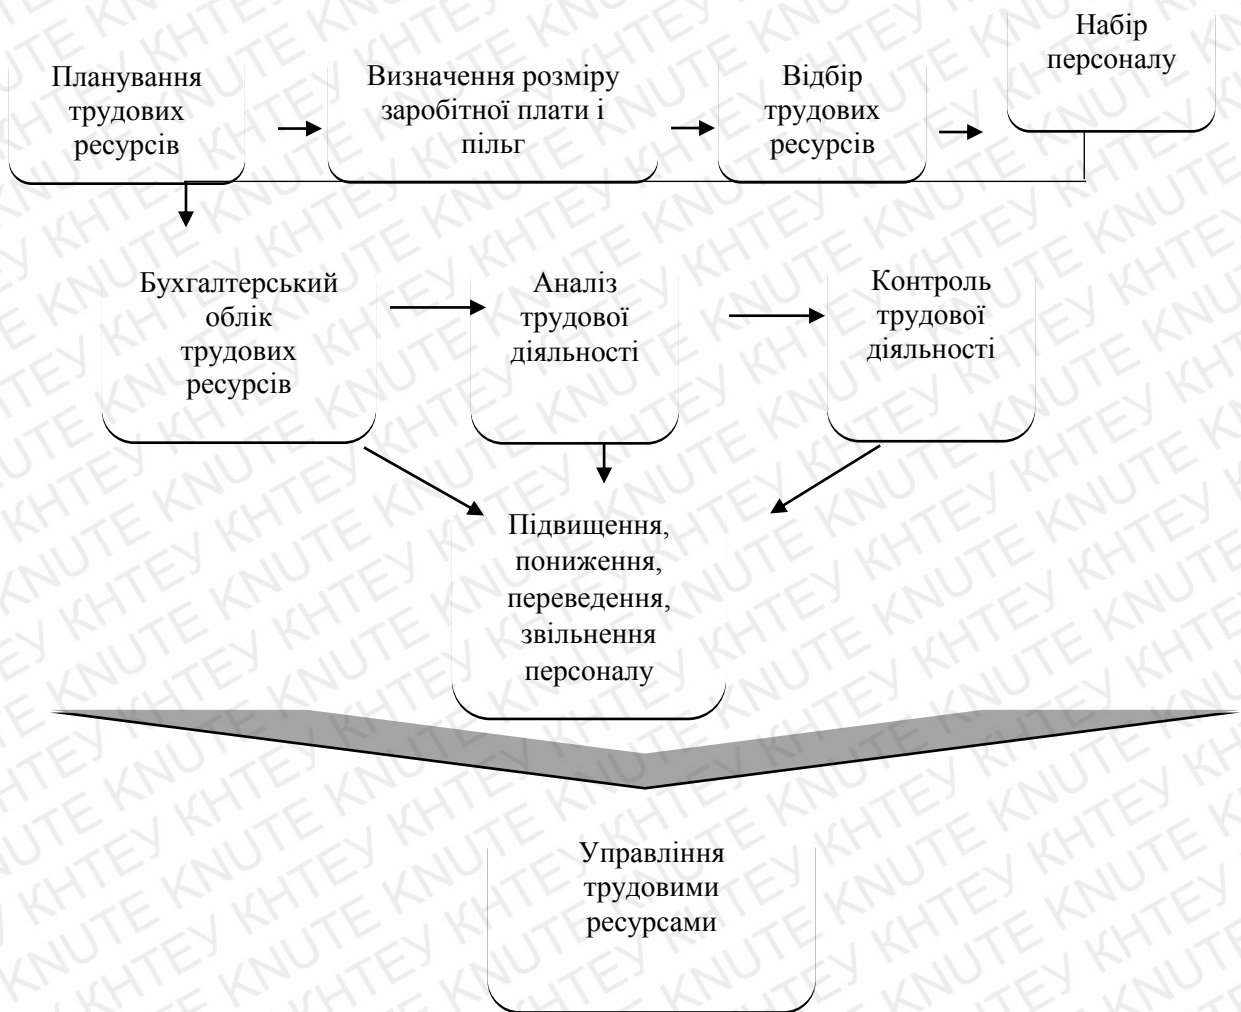 Планування
трудових
ресурсів
Визначення розміру
заробітної плати і
пільг
Відбір
трудових
ресурсів
Набір
персоналу
Бухгалтерський
облік
трудових
ресурсів
Аналіз
трудової
діяльності
Контроль
трудової
діяльності
Підвищення,
пониження,
переведення,
звільнення
персоналу
Управління
трудовими
ресурсами